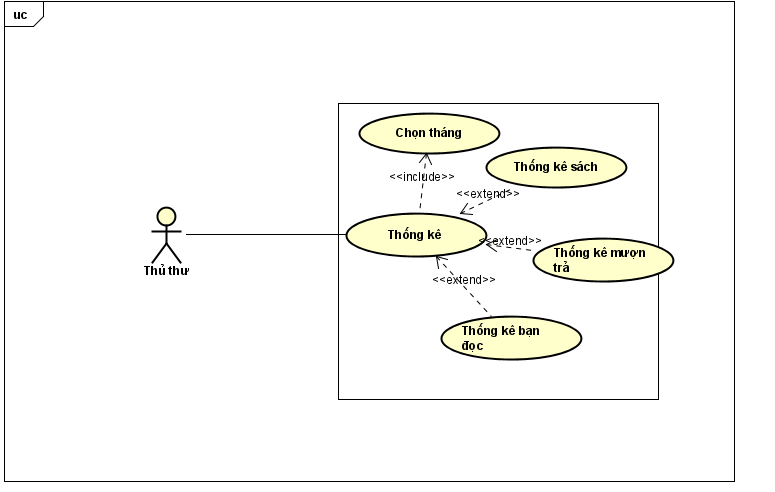 uc
Chọn tháng
<<include>>
Thống kê sách
<<extend>>
Thống kê
<<extend>>
Thống kê mượn
trả
Thủ thư
<<extend>>
Thống kê bạn
đọc